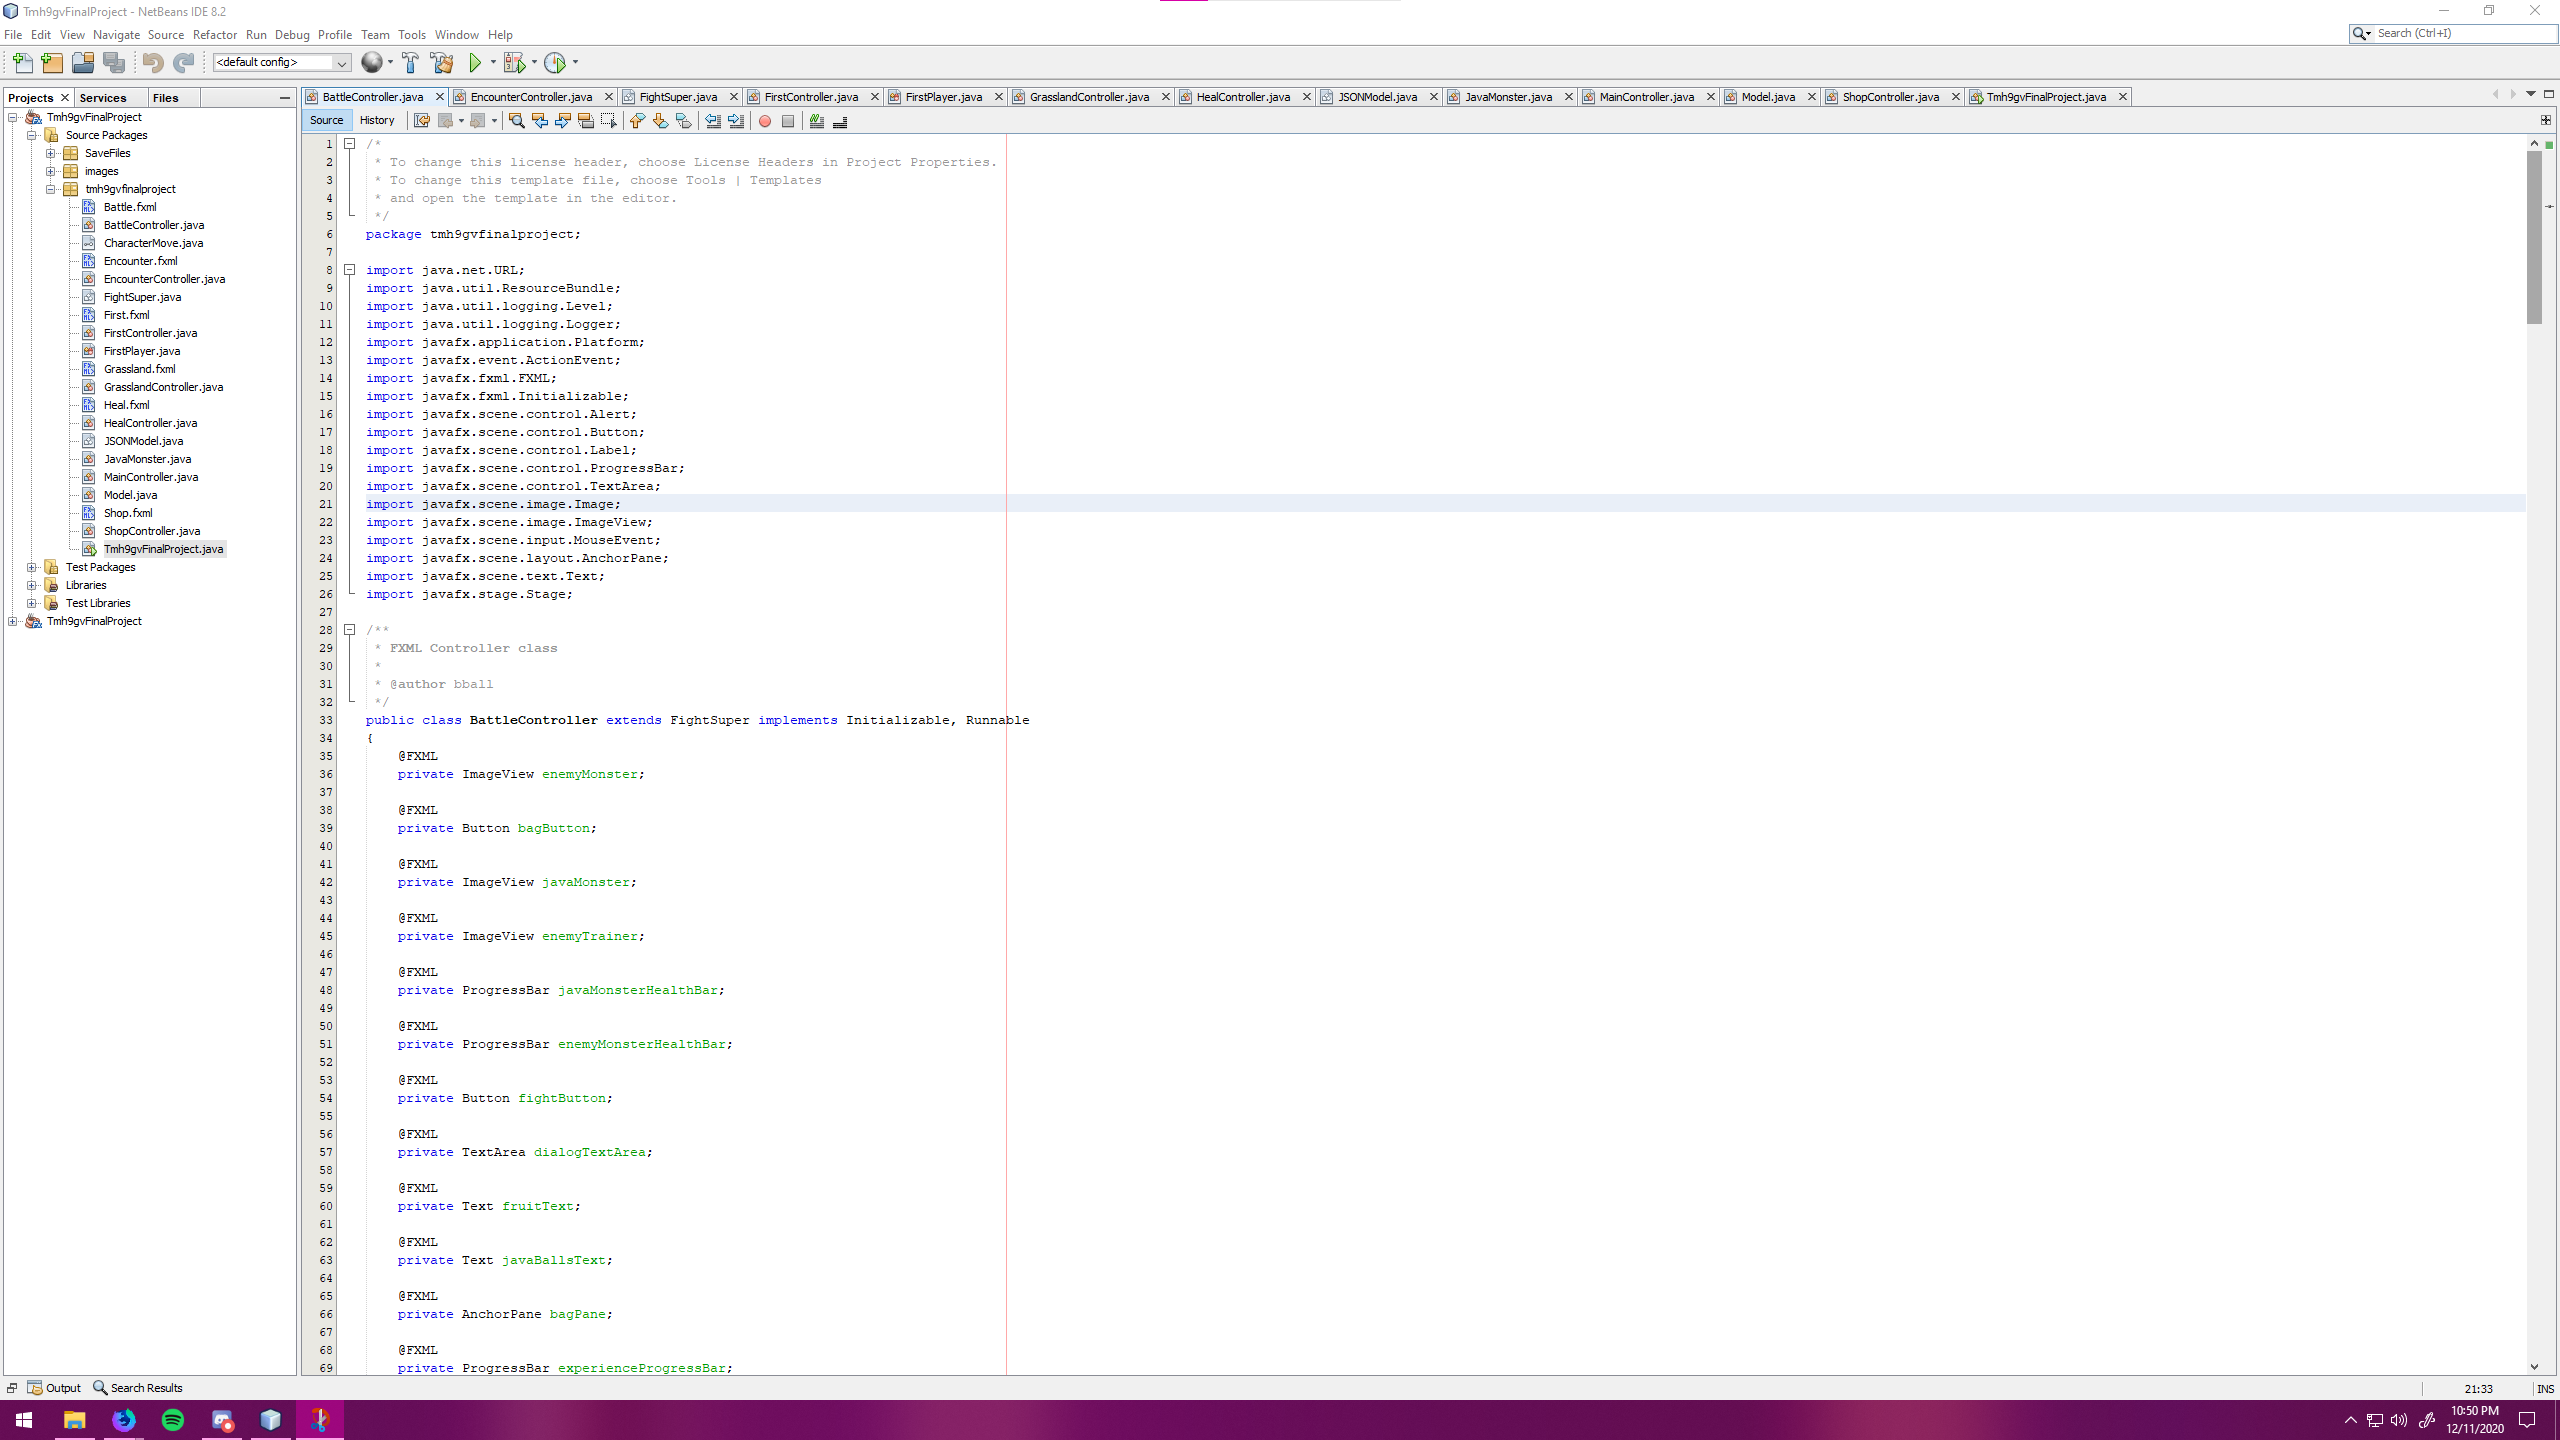 Tmh9gvFinalProject - NetBeans IDE 8.2
File Edit View Navigate Source Refactor Run Debug Profile Team Tools Window Help
Search (Ctrl+I)
<default config>
Projects Services Files
BattleController.java EncounterController.java FightSuper.java FirstController.java FirstPlayer.java GrasslandController.java HealController.java JSONModel.java JavaMonster.java MainController.java Model.java ShopController.java Tmh9gvFinalProject.java
Source History
Tmh9gvFinalProject
Source Packages
SaveFiles
images
tmh9gvfinalproject
Battle.fxml
BattleController.java
CharacterMove.java
Encounter.fxml
EncounterController.java
FightSuper.java
First.fxml
FirstController.java
FirstPlayer.java
Grassland.fxml
GrasslandController.java
Heal.fxml
HealController.java
JSONModel.java
JavaMonster.java
MainController.java
Model.java
Shop.fxml
ShopController.java
Tmh9gvFinalProject.java
Test Packages
Libraries
Test Libraries
Tmh9gvFinalProject
1 /*
2 * To change this license header, choose License Headers in Project Properties.
3 * To change this template file, choose Tools | Templates
4 * and open the template in the editor.
5 */
6 package tmh9gvfinalproject;
7
8 import java.net.URL;
9 import java.util.ResourceBundle;
10 import java.util.logging.Level;
11 import java.util.logging.Logger;
12 import javafx.application.Platform;
13 import javafx.event.ActionEvent;
14 import javafx.fxml.FXML;
15 import javafx.fxml.Initializable;
16 import javafx.scene.control.Alert;
17 import javafx.scene.control.Button;
18 import javafx.scene.control.Label;
19 import javafx.scene.control.ProgressBar;
20 import javafx.scene.control.TextArea;
21 import javafx.scene.image.Image;
22 import javafx.scene.image.ImageView;
23 import javafx.scene.input.MouseEvent;
24 import javafx.scene.layout.AnchorPane;
25 import javafx.scene.text.Text;
26 import javafx.stage.Stage;
27
28 /**
29 * FXML Controller class
30 *
31 * @author bball
32 */
33 public class BattleController extends FightSuper implements Initializable, Runnable
34 {
35 @FXML
36 private ImageView enemyMonster;
37
38 @FXML
39 private Button bagButton;
40
41 @FXML
42 private ImageView javaMonster;
43
44 @FXML
45 private ImageView enemyTrainer;
46
47 @FXML
48 private ProgressBar javaMonsterHealthBar;
49
50 @FXML
51 private ProgressBar enemyMonsterHealthBar;
52
53 @FXML
54 private Button fightButton;
55
56 @FXML
57 private TextArea dialogTextArea;
58
59 @FXML
60 private Text fruitText;
61
62 @FXML
63 private Text javaBallsText;
64
65 @FXML
66 private AnchorPane bagPane;
67
68 @FXML
69 private ProgressBar experienceProgressBar;
Output Search Results
21:33 INS
10:50 PM
12/11/2020